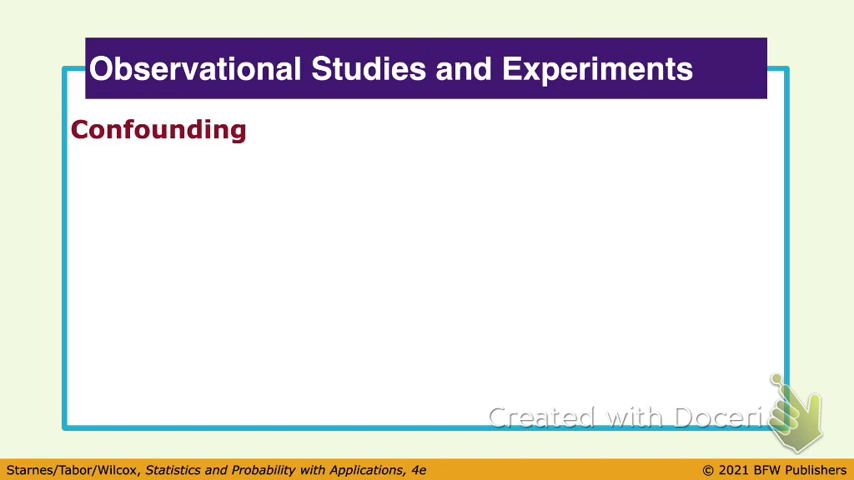 Observational Studies and Experiments
Confounding
Created with Doceri
Starnes/Tabor/Wilcox, Statistics and Probability with Applications, 4e
© 2021 BFW Publishers